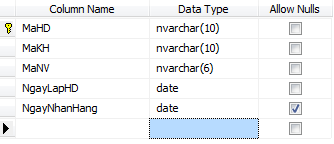 Column Name Data Type Allow Nulls
MaHD nvarchar(10)
MaKH nvarchar(10)
MaNV nvarchar(6)
NgayLapHD date
NgayNhanHang date